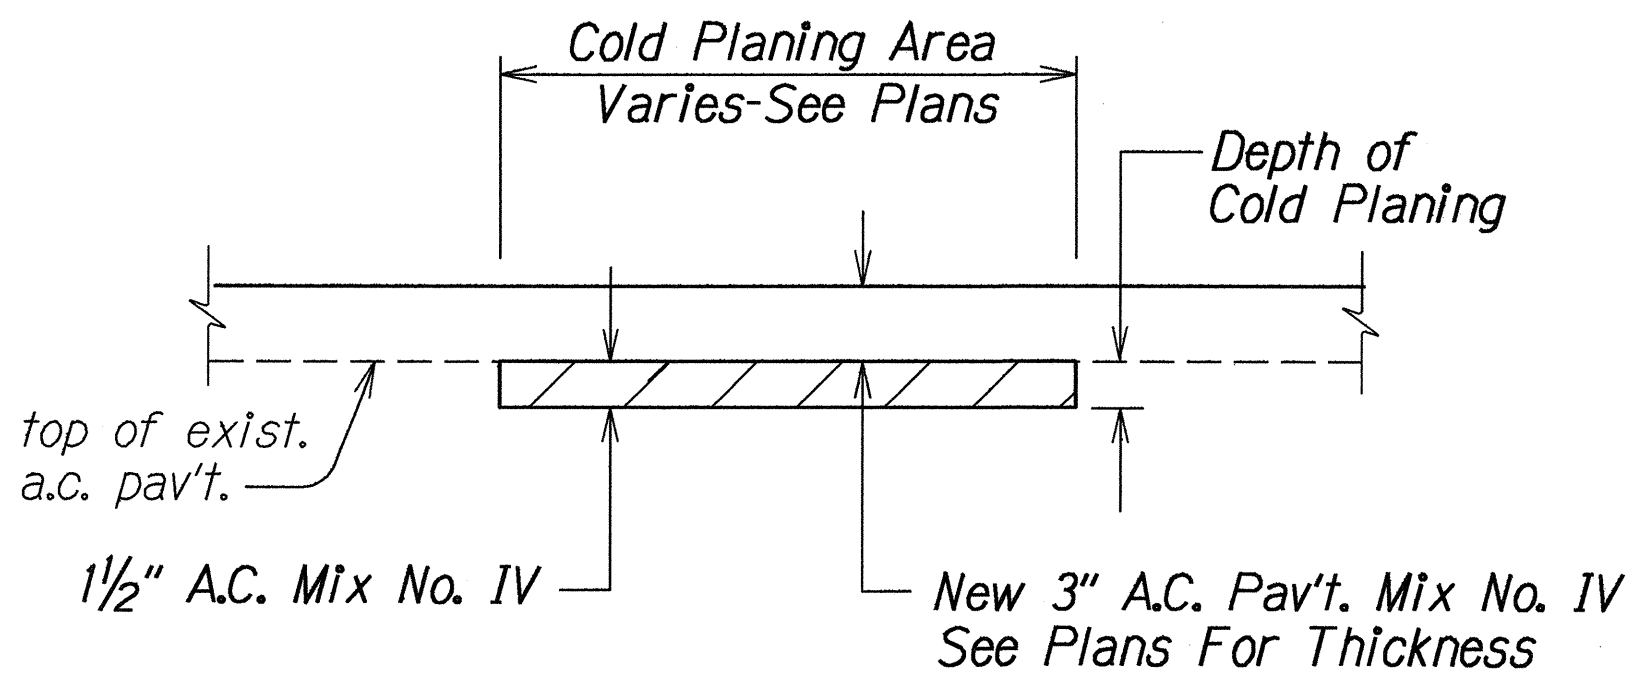 Cold Planing Area
Varies-See Plans
Depth of
Cold Planing
top of exist.
a.c. pav't.
1½" A.C. Mix No. IV
New 3" A.C. Pav't. Mix No. IV
See Plans For Thickness